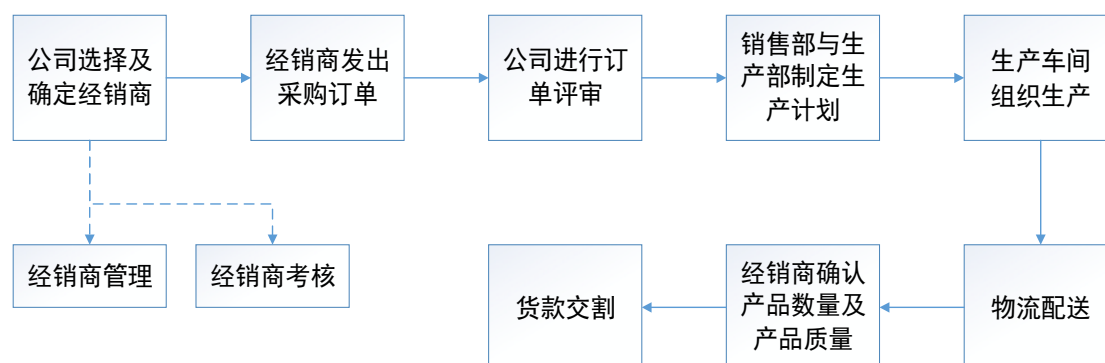 公司选择及
确定经销商
经销商发出
采购订单
公司进行订
单评审
销售部与生
产部制定生
产计划
生产车间
组织生产
经销商管理
经销商考核
货款交割
经销商确认
产品数量及
产品质量
物流配送